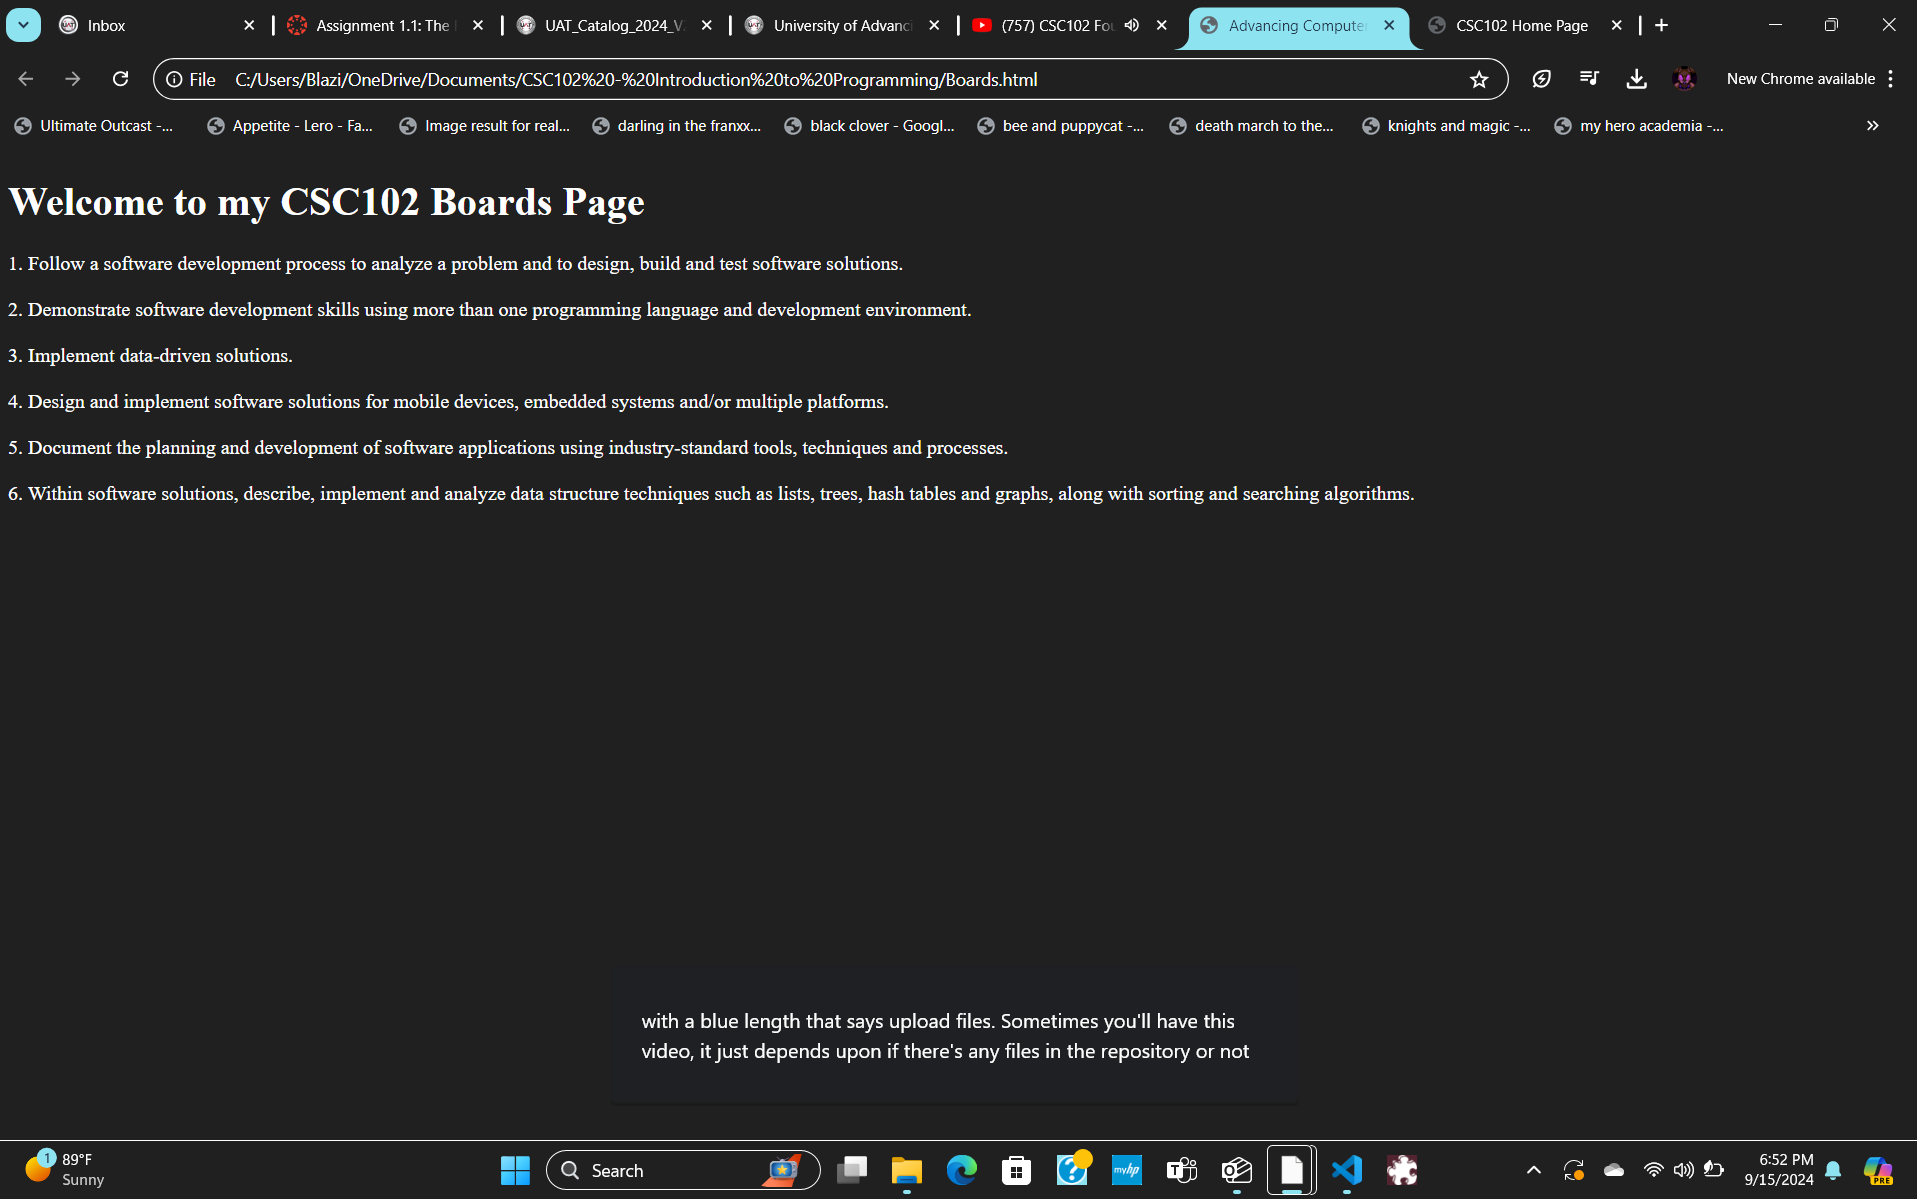 Inbox
Assignment 1.1: The
UAT_Catalog_2024_V
University of Advanc
(757) CSC102 Fou
Advancing Compute
CSC102 Home Page
File C:/Users/Blazi/OneDrive/Documents/CSC102%20-%20Introduction%20to%20Programming/Boards.html
New Chrome available
Ultimate Outcast -...
Appetite - Lero - Fa...
Image result for real...
darling in the franxx...
black clover - Googl...
bee and puppycat -...
death march to the...
knights and magic -...
my hero academia -...
Welcome to my CSC102 Boards Page
1. Follow a software development process to analyze a problem and to design, build and test software solutions.
2. Demonstrate software development skills using more than one programming language and development environment.
3. Implement data-driven solutions.
4. Design and implement software solutions for mobile devices, embedded systems and/or multiple platforms.
5. Document the planning and development of software applications using industry-standard tools, techniques and processes.
6. Within software solutions, describe, implement and analyze data structure techniques such as lists, trees, hash tables and graphs, along with sorting and searching algorithms.
with a blue length that says upload files. Sometimes you'll have this
video, it just depends upon if there's any files in the repository or not
1
89°F
Sunny
Search
myhp
6:52 PM
9/15/2024
PRE